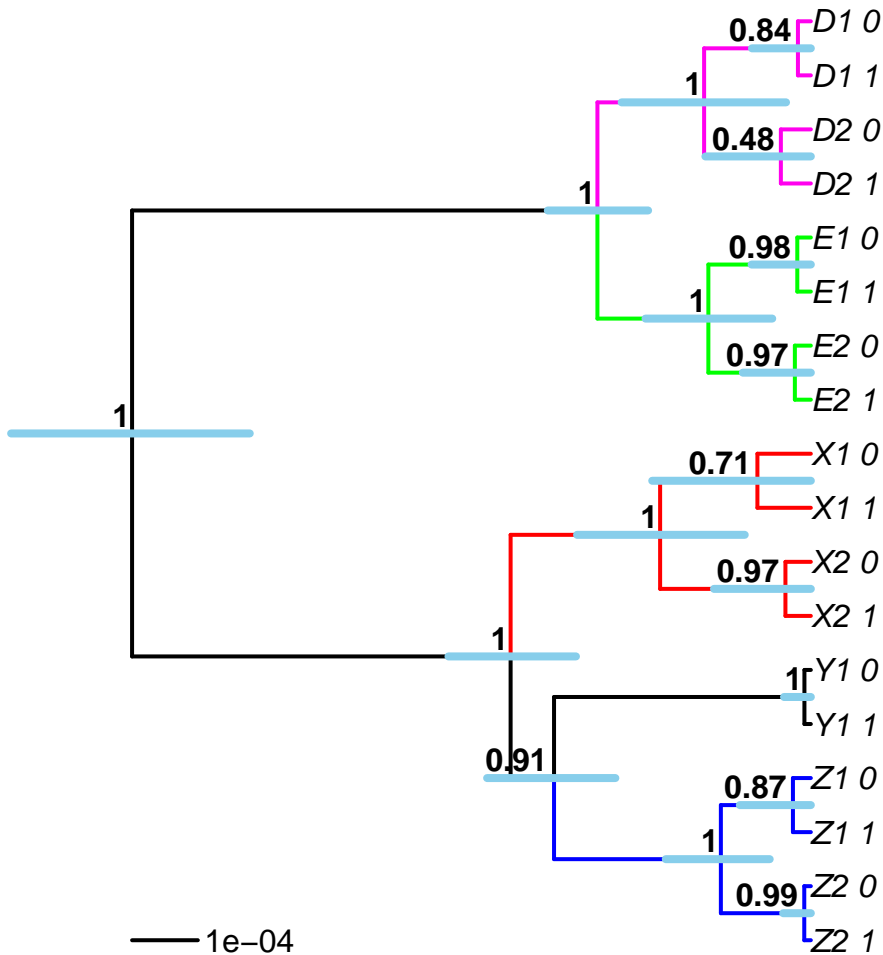 D1 0
0.84
D1 1
1
D2 0
0.48
D2 1
1
E1 0
0.98
E1 1
1
E2 0
0.97
E2 1
1
X1 0
0.71
X1 1
1
X2 0
0.97
X2 1
1
Y1 0
1
Y1 1
0.91
Z1 0
0.87
Z1 1
1
Z2 0
0.99
Z2 1
1e−04